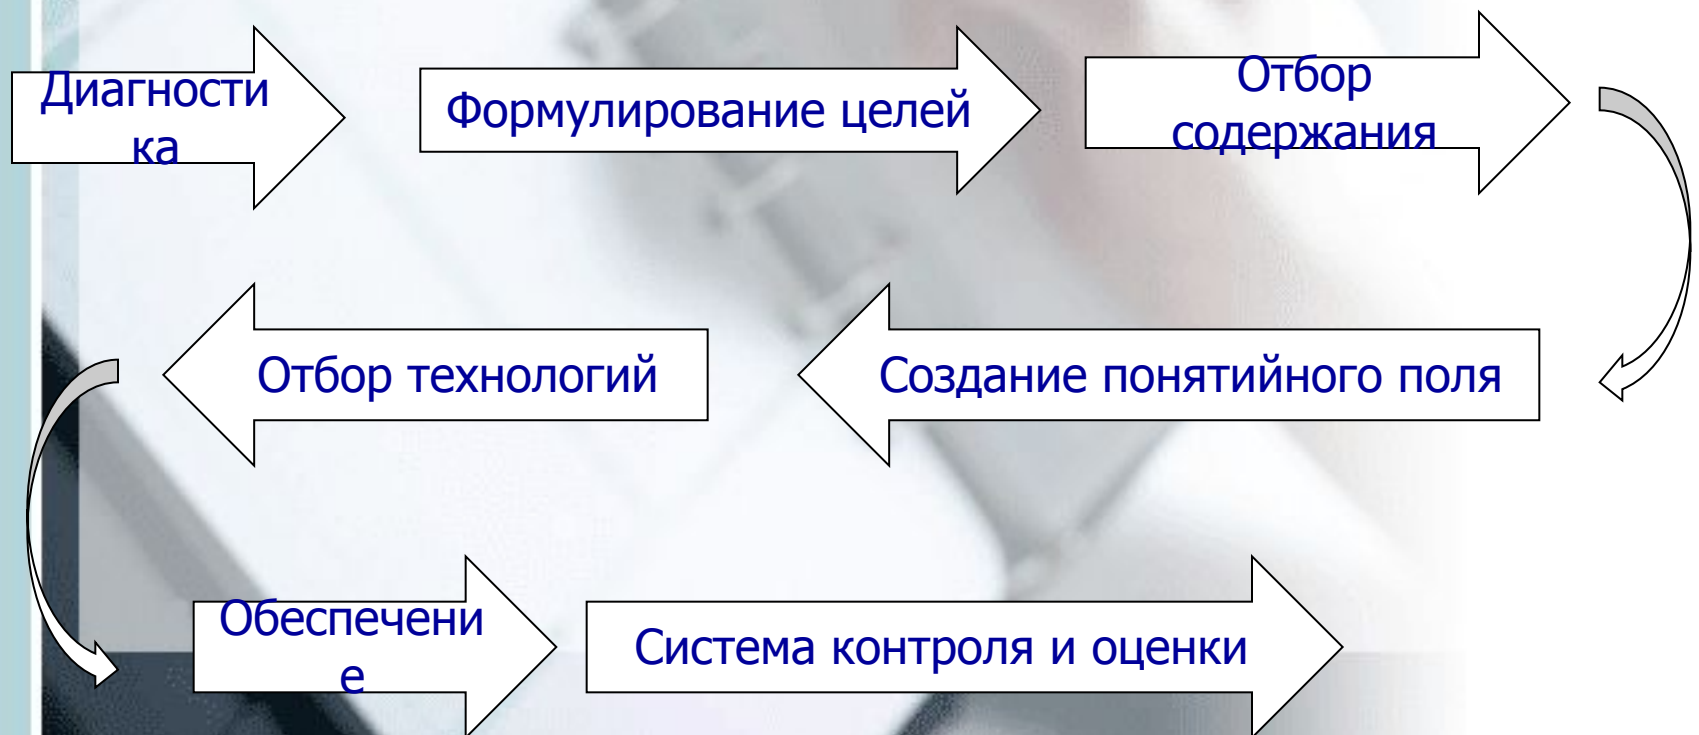 Диагности
ка
Формулирование целей
Отбор
содержания
Создание понятийного поля
Отбор технологий
Обеспечени
е
Система контроля и оценки